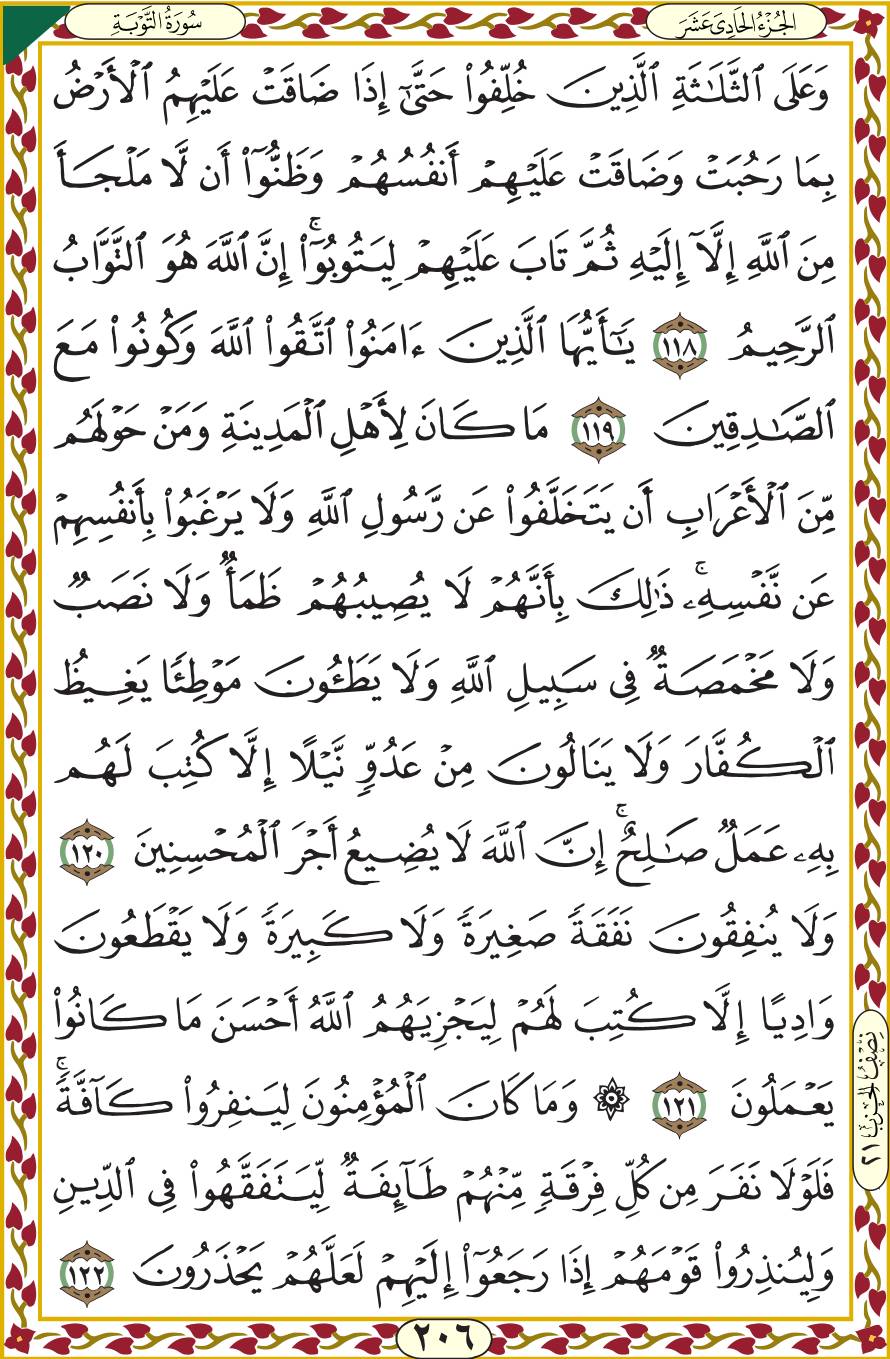 الجُزْءُ الحَادِيَ عَشَرَ
سُورَةُ التَّوْبَةِ
وَعَلَى ٱلثَّلَـٰثَةِ ٱلَّذِينَ خُلِّفُوا۟ حَتَّىٰٓ إِذَا ضَاقَتْ عَلَيْهِمُ ٱلْأَرْضُ
بِمَا رَحُبَتْ وَضَاقَتْ عَلَيْهِمْ أَنفُسُهُمْ وَظَنُّوٓا۟ أَن لَّا مَلْجَأَ
مِنَ ٱللَّهِ إِلَّآ إِلَيْهِ ثُمَّ تَابَ عَلَيْهِمْ لِيَتُوبُوٓا۟ ۚ إِنَّ ٱللَّهَ هُوَ ٱلتَّوَّابُ
ٱلرَّحِيمُ ١١٨ يَـٰٓأَيُّهَا ٱلَّذِينَ ءَامَنُوا۟ ٱتَّقُوا۟ ٱللَّهَ وَكُونُوا۟ مَعَ
ٱلصَّـٰدِقِينَ ١١٩ مَا كَانَ لِأَهْلِ ٱلْمَدِينَةِ وَمَنْ حَوْلَهُم
مِّنَ ٱلْأَعْرَابِ أَن يَتَخَلَّفُوا۟ عَن رَّسُولِ ٱللَّهِ وَلَا يَرْغَبُوا۟ بِأَنفُسِهِمْ
عَن نَّفْسِهِۦ ۚ ذَٰلِكَ بِأَنَّهُمْ لَا يُصِيبُهُمْ ظَمَأٌ وَلَا نَصَبٌ
وَلَا مَخْمَصَةٌ فِى سَبِيلِ ٱللَّهِ وَلَا يَطَـُٔونَ مَوْطِئًا يَغِيظُ
ٱلْكُفَّارَ وَلَا يَنَالُونَ مِنْ عَدُوٍّ نَّيْلًا إِلَّا كُتِبَ لَهُم
بِهِۦ عَمَلٌ صَـٰلِحٌ ۚ إِنَّ ٱللَّهَ لَا يُضِيعُ أَجْرَ ٱلْمُحْسِنِينَ ١٢٠
وَلَا يُنفِقُونَ نَفَقَةً صَغِيرَةً وَلَا كَبِيرَةً وَلَا يَقْطَعُونَ
وَادِيًا إِلَّا كُتِبَ لَهُمْ لِيَجْزِيَهُمُ ٱللَّهُ أَحْسَنَ مَا كَانُوا۟
يَعْمَلُونَ ١٢١ ۞ وَمَا كَانَ ٱلْمُؤْمِنُونَ لِيَنفِرُوا۟ كَآفَّةً ۚ
فَلَوْلَا نَفَرَ مِن كُلِّ فِرْقَةٍ مِّنْهُمْ طَآئِفَةٌ لِّيَتَفَقَّهُوا۟ فِى ٱلدِّينِ
وَلِيُنذِرُوا۟ قَوْمَهُمْ إِذَا رَجَعُوٓا۟ إِلَيْهِمْ لَعَلَّهُمْ يَحْذَرُونَ ١٢٢
نِصْفُ الحِزْبِ ٢١
٢٠٦